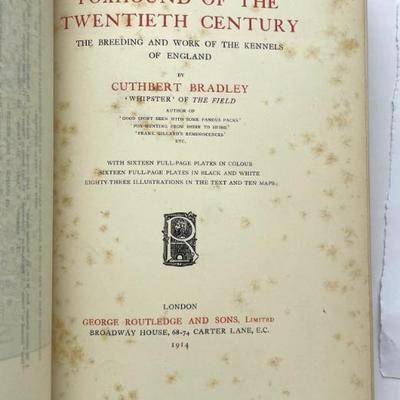 FOXHOUND OF THE
TWENTIETH CENTURY
THE BREEDING AND WORK OF THE KENNELS
OF ENGLAND
BY
CUTHBERT BRADLEY
'WHIPSTER' OF THE FIELD
AUTHOR OF
'GOOD SPORT SEEN WITH SOME FAMOUS PACKS'
'FOX-HUNTING FROM SHIRE TO SHIRE'
'FRANK GILLARD'S REMINISCENCES'
ETC.
WITH SIXTEEN FULL-PAGE PLATES IN COLOUR
SIXTEEN FULL-PAGE PLATES IN BLACK AND WHITE
EIGHTY-THREE ILLUSTRATIONS IN THE TEXT AND TEN MAPS
R
LONDON
GEORGE ROUTLEDGE AND SONS, LIMITED
BROADWAY HOUSE, 68-74 CARTER LANE, E.C.
1914